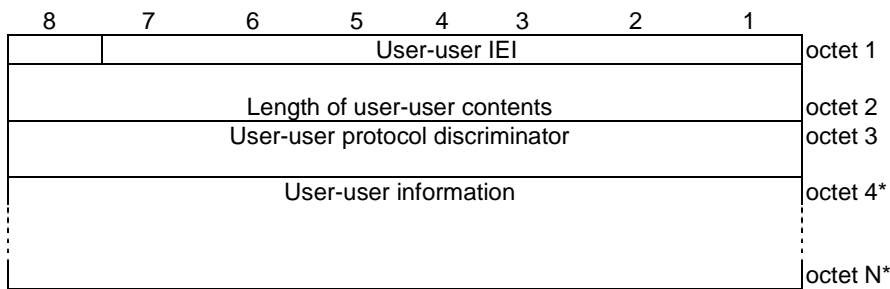 8 7 6 5 4 3 2 1
User-user IEI octet 1
Length of user-user contents octet 2
User-user protocol discriminator octet 3
User-user information octet 4*
octet N*